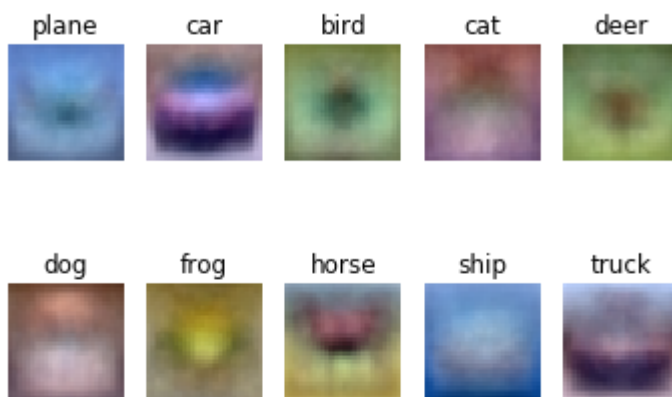 plane car bird cat deer
dog frog horse ship truck